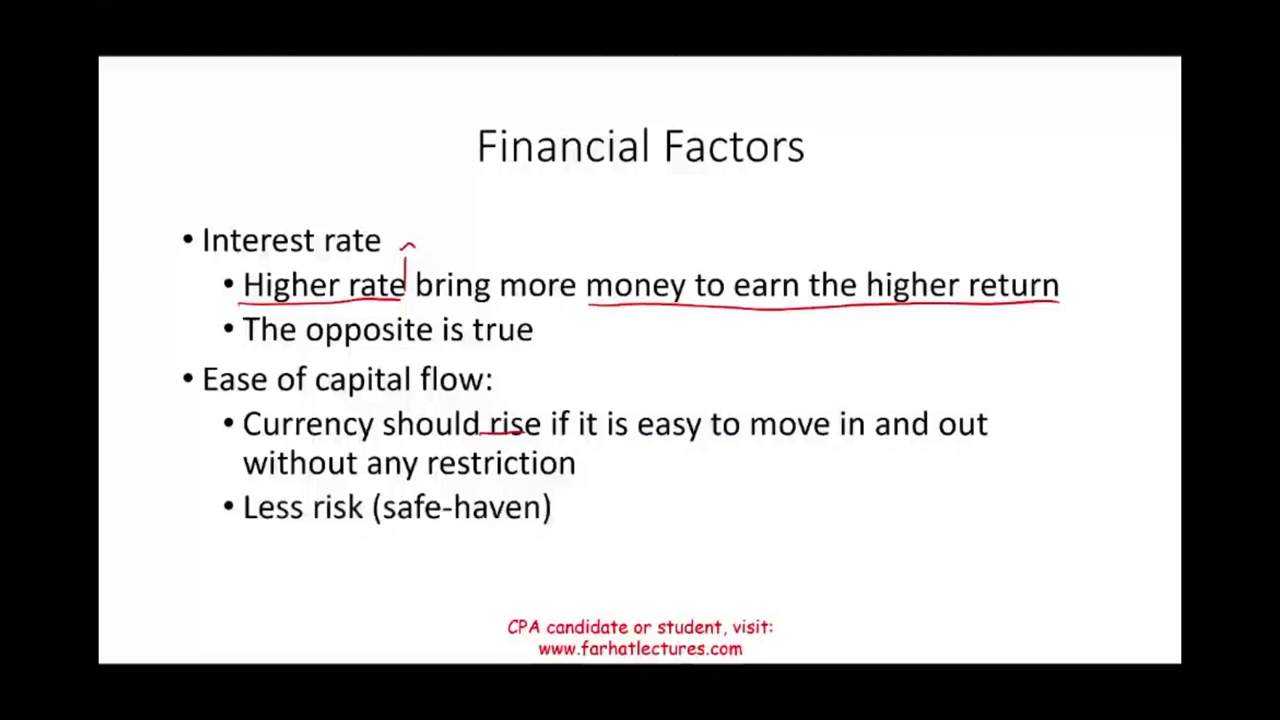 Financial Factors
• Interest rate
• Higher rate bring more money to earn the higher return
• The opposite is true
• Ease of capital flow:
• Currency should rise if it is easy to move in and out
without any restriction
• Less risk (safe-haven)
CPA candidate or student, visit:
www.farhatlectures.com